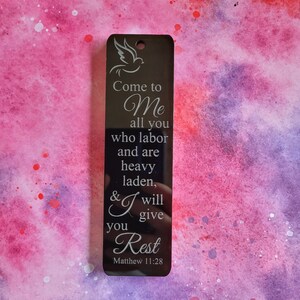 Come to
Me
all you
who labor
and are
heavy
laden,
& I will
give
you
Rest
Matthew 11:28